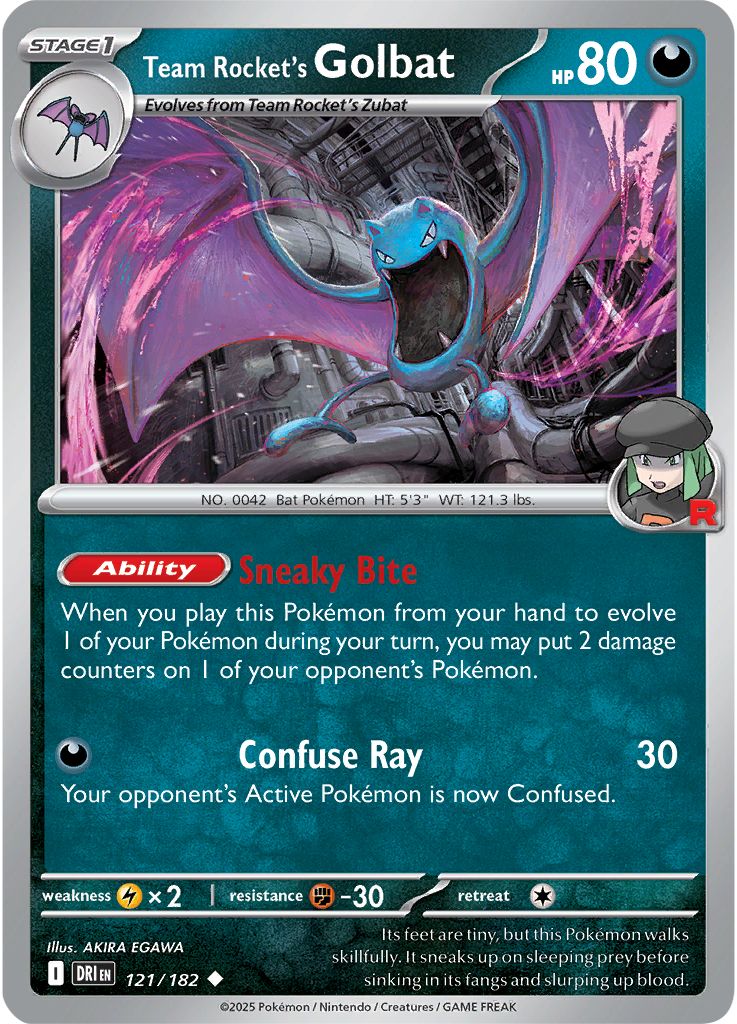 STAGE1
Team Rocket's Golbat
HP 80
Evolves from Team Rocket's Zubat
R
NO. 0042 Bat Pokémon HT: 5'3" WT: 121.3 lbs.
Ability Sneaky Bite
When you play this Pokémon from your hand to evolve
1 of your Pokémon during your turn, you may put 2 damage
counters on 1 of your opponent's Pokémon.
Confuse Ray 30
Your opponent's Active Pokémon is now Confused.
weakness ×2 resistance -30 retreat
Illus. AKIRA EGAWA
Its feet are tiny, but this Pokémon walks
skillfully. It sneaks up on sleeping prey before
sinking in its fangs and slurping up blood.
I DRI EN 121/182
©2025 Pokémon / Nintendo / Creatures / GAME FREAK